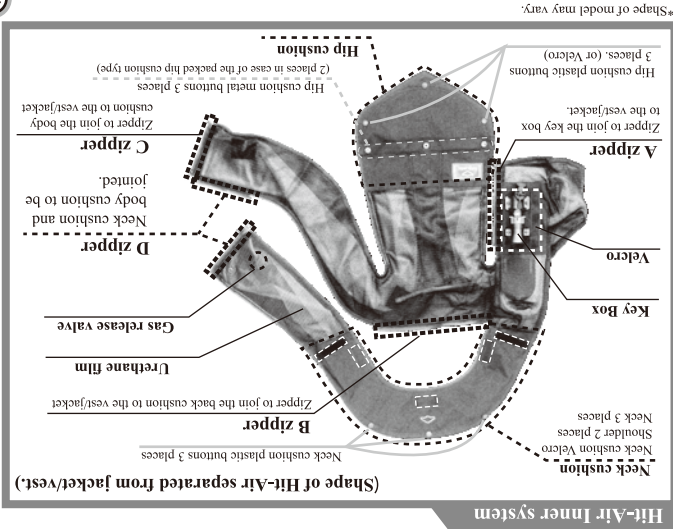 Hit-Air Inner system
(Shape of Hit-Air separated from jacket/vest.)
Neck cushion
Neck cushion Velcro
Shoulder 2 places
Neck 3 places
Neck cushion plastic buttons 3 places
B zipper
Zipper to join the back cushion to the vest/jacket
Urethane film
Gas release valve
Key Box
Velcro
D zipper
Neck cushion and
body cushion to be
jointed.
A zipper
Zipper to join the key box
to the vest/jacket.
C zipper
Zipper to join the body
cushion to the vest/jacket
Hip cushion metal buttons 3 places
(2 places in case of the packed hip cushion type)
Hip cushion plastic buttons
3 places. (or Velcro)
Hip cushion
*Shape of model may vary.